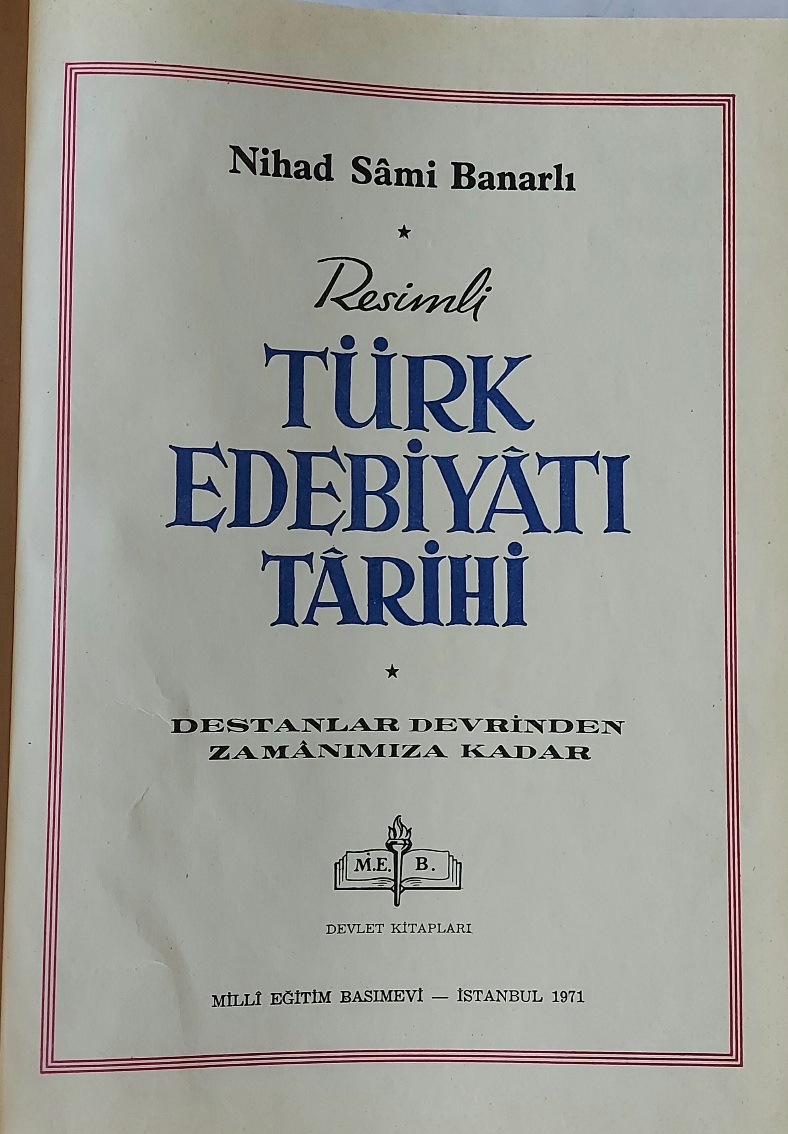 Nihad Sâmi Banarlı
Resimli
TÜRK
EDEBİYÂTI
TÂRİHİ
DESTANLAR DEVRİNDEN
ZAMÂNIMIZA KADAR
M.E. B.
DEVLET KİTAPLARI
MİLLÎ EĞİTİM BASIMEVİ — İSTANBUL 1971